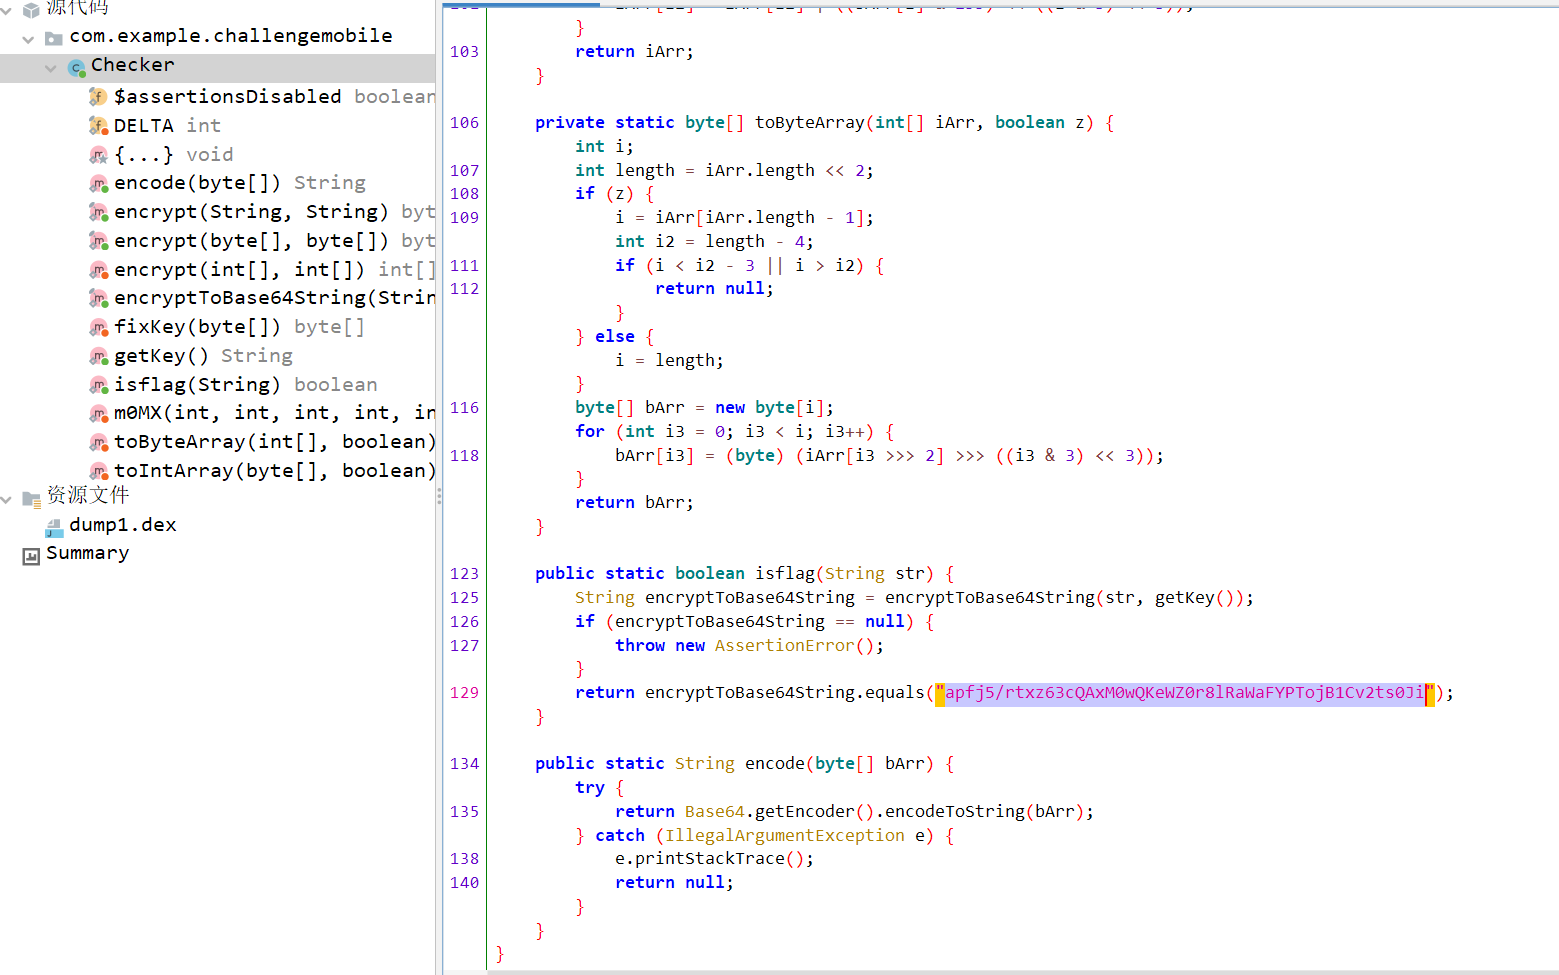 源代码
com.example.challengemobile
Checker
$assertionsDisabled boolean
DELTA int
{...} void
encode(byte[]) String
encrypt(String, String) byt
encrypt(byte[], byte[]) byt
encrypt(int[], int[]) int[]
encryptToBase64String(Strin
fixKey(byte[]) byte[]
getKey() String
isflag(String) boolean
m0MX(int, int, int, int, in
toByteArray(int[], boolean)
toIntArray(byte[], boolean)
资源文件
dump1.dex
Summary
}
103 return iArr;
}
106 private static byte[] toByteArray(int[] iArr, boolean z) {
int i;
107 int length = iArr.length << 2;
108 if (z) {
109 i = iArr[iArr.length - 1];
int i2 = length - 4;
111 if (i < i2 - 3 || i > i2) {
112 return null;
}
} else {
i = length;
}
116 byte[] bArr = new byte[i];
for (int i3 = 0; i3 < i; i3++) {
118 bArr[i3] = (byte) (iArr[i3 >>> 2] >>> ((i3 & 3) << 3));
}
return bArr;
}
123 public static boolean isflag(String str) {
125 String encryptToBase64String = encryptToBase64String(str, getKey());
126 if (encryptToBase64String == null) {
127 throw new AssertionError();
}
129 return encryptToBase64String.equals("apfj5/rtxz63cQAxM0wQKeWZ0r8lRaWaFYPTojB1Cv2ts0Ji");
}
134 public static String encode(byte[] bArr) {
try {
135 return Base64.getEncoder().encodeToString(bArr);
} catch (IllegalArgumentException e) {
138 e.printStackTrace();
140 return null;
}
}
}